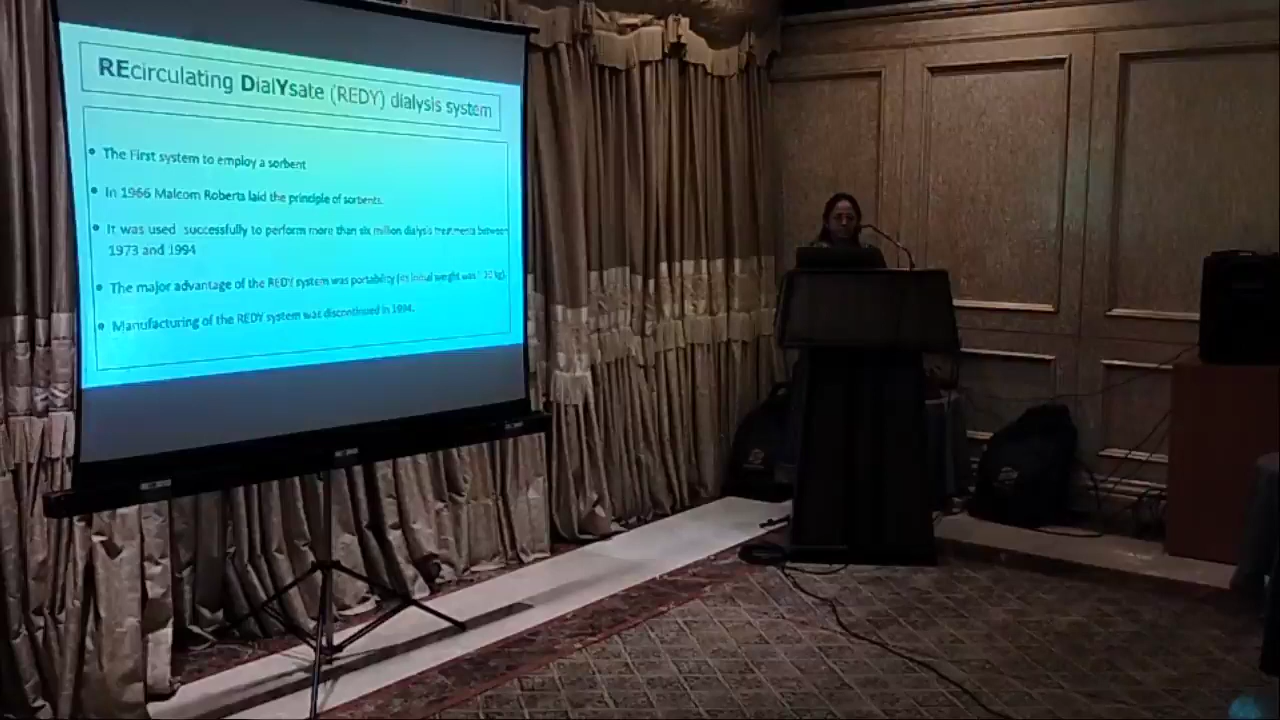 REcirculating DialYsate (REDY) dialysis system
The First system to employ a sorbent
In 1966 Malcom Roberts laid the principle of sorbents.
It was used successfully to perform more than six million dialysis treatments between
1973 and 1994
The major advantage of the REDY system was portability weight was
Manufacturing of the REDY system was discontinued in 1994.